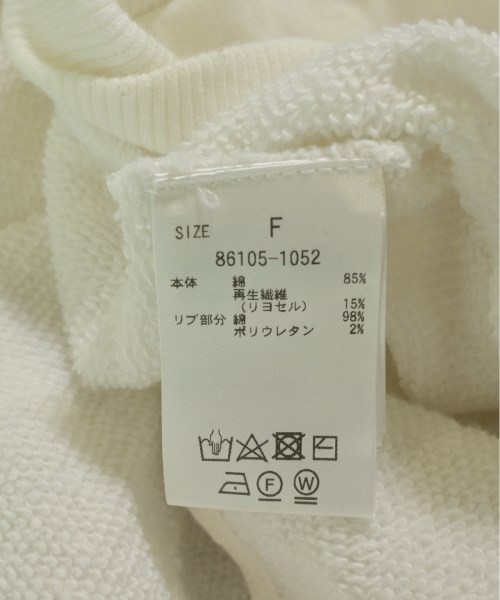 SIZE F
86105-1052
本体 綿 85%
再生繊維
(リヨセル) 15%
リブ部分 綿 98%
ポリウレタン 2%
F W